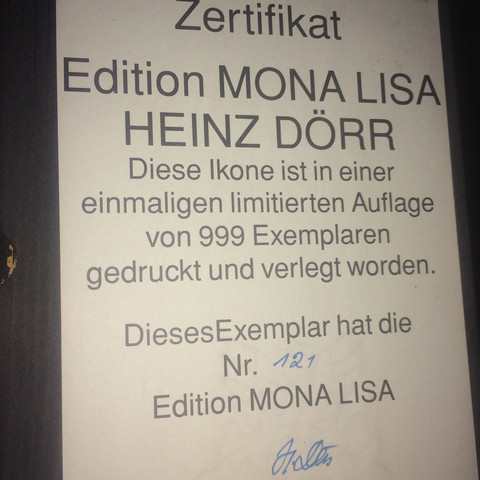 Zertifikat
Edition MONA LISA
HEINZ DÖRR
Diese Ikone ist in einer
einmaligen limitierten Auflage
von 999 Exemplaren
gedruckt und verlegt worden.
DiesesExemplar hat die
Nr. 121
Edition MONA LISA